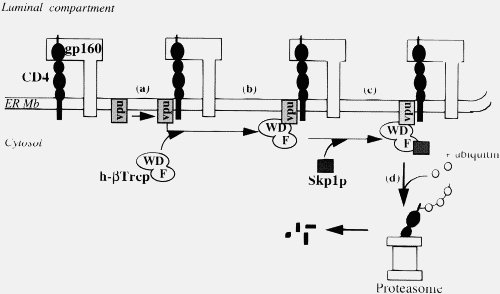 Luminal compartment
gp160
CD4
(a)
(b)
(c)
ER Mb
vpu
vpu
vpu
vpu
Cytosol
WD
F
WD
F
WD
F
h-βTrcp
Skp1p
ubiquitin
(d)
Proteasome